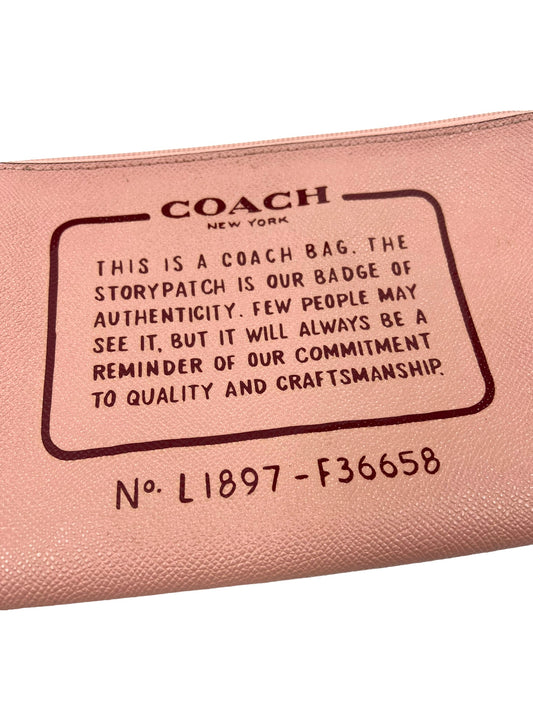 COACH
NEW YORK
THIS IS A COACH BAG. THE
STORYPATCH IS OUR BADGE OF
AUTHENTICITY. FEW PEOPLE MAY
SEE IT, BUT IT WILL ALWAYS BE A
REMINDER OF OUR COMMITMENT
TO QUALITY AND CRAFTSMANSHIP.
No. L1897-F36658